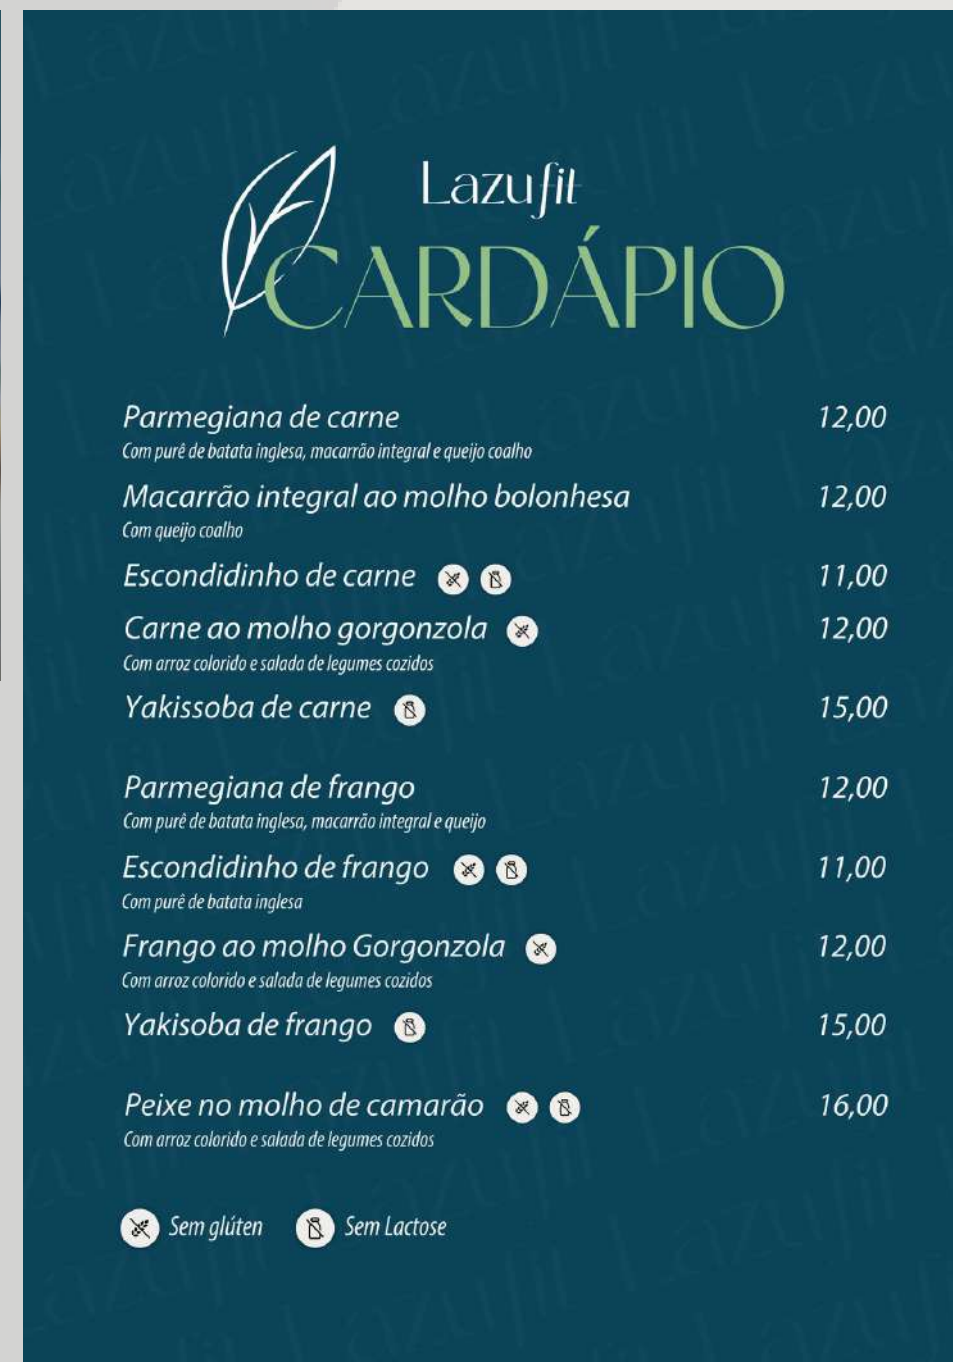 Lazufit
CARDÁPIO
Parmegiana de carne 12,00
Com purê de batata inglesa, macarrão integral e queijo coalho
Macarrão integral ao molho bolonhesa 12,00
Com queijo coalho
Escondidinho de carne 11,00
Carne ao molho gorgonzola 12,00
Com arroz colorido e salada de legumes cozidos
Yakissoba de carne 15,00
Parmegiana de frango 12,00
Com purê de batata inglesa, macarrão integral e queijo
Escondidinho de frango 11,00
Com purê de batata inglesa
Frango ao molho Gorgonzola 12,00
Com arroz colorido e salada de legumes cozidos
Yakisoba de frango 15,00
Peixe no molho de camarão 16,00
Com arroz colorido e salada de legumes cozidos
Sem glúten Sem Lactose